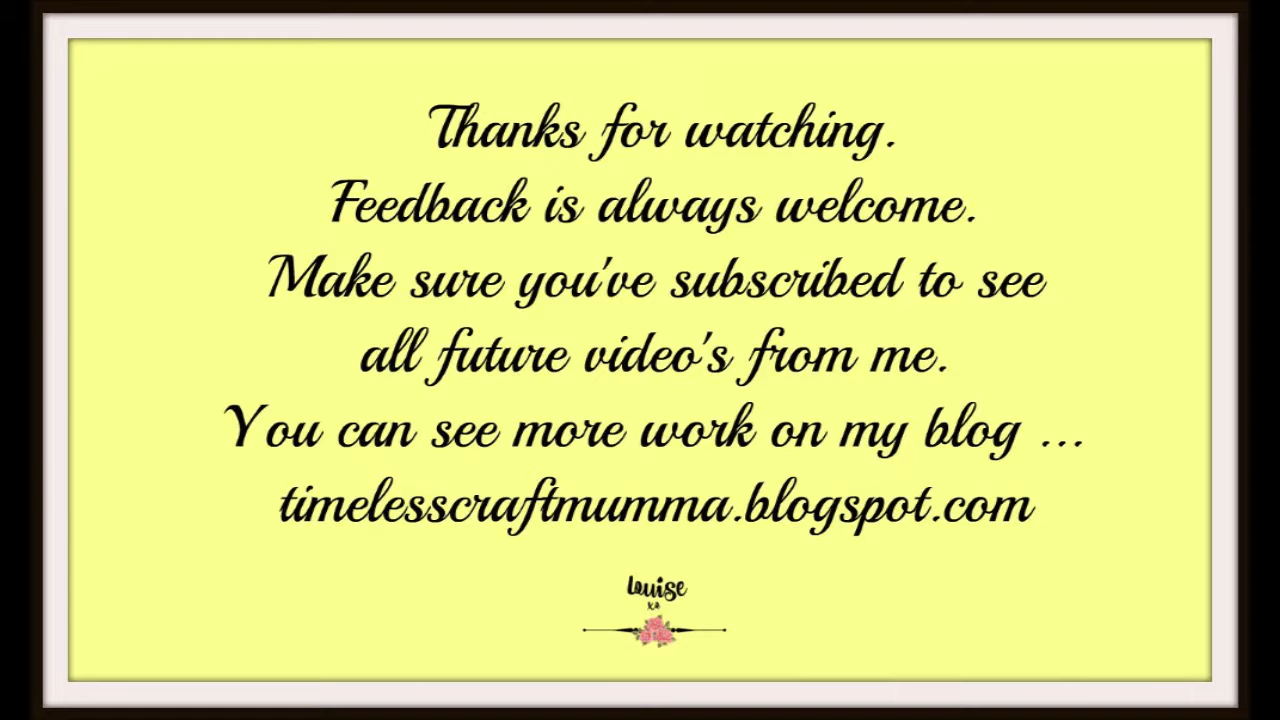 Thanks for watching.
Feedback is always welcome.
Make sure you've subscribed to see
all future video's from me.
You can see more work on my blog ...
timelesscraftmumma.blogspot.com
Louise
xo